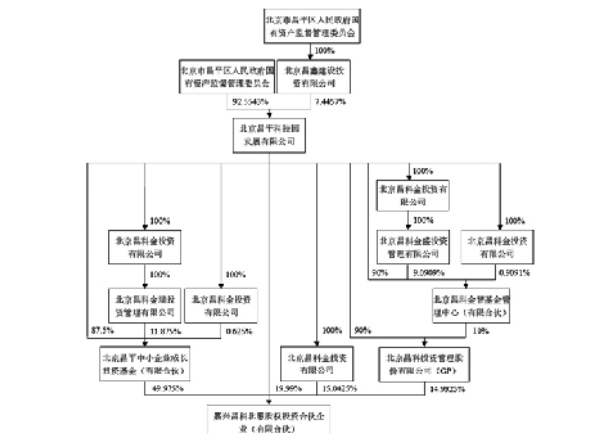 北京市昌平区人民政府国
有资产监督管理委员会
100%
北京市昌平区人民政府国
有资产监督管理委员会
北京昌鑫建设投
资有限公司
92.5543%
7.4457%
北京昌平科技园
发展有限公司
100%
北京昌科金投资有
限公司
100%
100%
100%
北京昌科金投资
有限公司
北京昌科金盛投资
管理有限公司
北京昌科金投资
有限公司
90%
9.0909%
0.9091%
100%
100%
北京昌科金
投
资管理有限公司
北京昌科金投资
有限公司
北京昌科金
基金管
理中心（有限合伙）
87.5%
11.875%
0.625%
100%
90%
10%
北京昌平中小企业成长
投资基金（有限合伙）
北京昌科金投资
有限公司
北京昌科投资管理股
份有限公司（GP）
49.975%
19.99%
15.0425%
14.9925%
嘉兴昌科
股权投资合伙企
业（有限合伙）